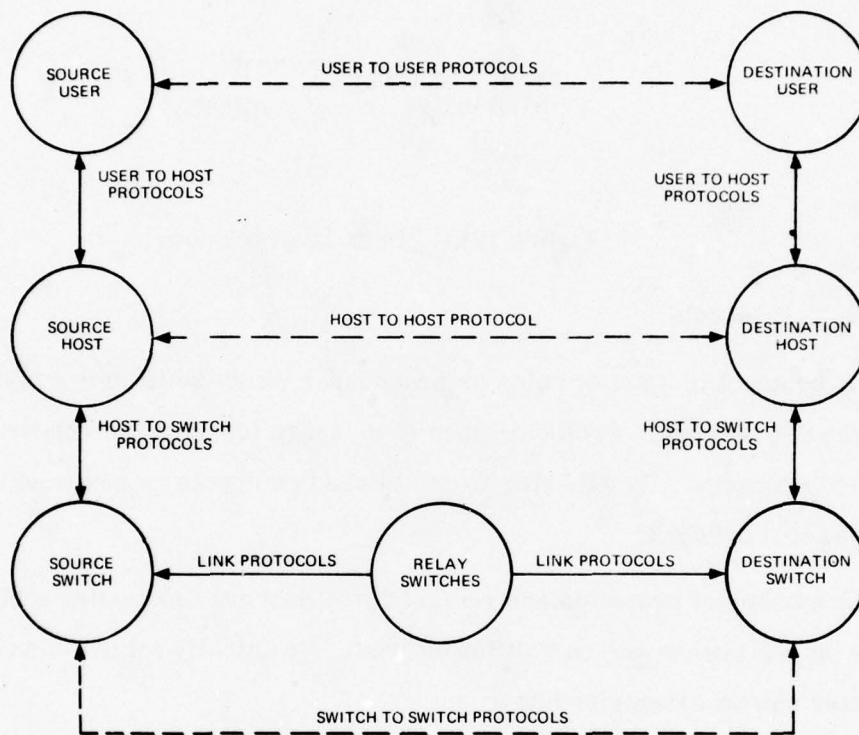 SOURCE
USER
USER TO USER PROTOCOLS
DESTINATION
USER
USER TO HOST
PROTOCOLS
USER TO HOST
PROTOCOLS
SOURCE
HOST
HOST TO HOST PROTOCOL
DESTINATION
HOST
HOST TO SWITCH
PROTOCOLS
HOST TO SWITCH
PROTOCOLS
SOURCE
SWITCH
LINK PROTOCOLS
RELAY
SWITCHES
LINK PROTOCOLS
DESTINATION
SWITCH
SWITCH TO SWITCH PROTOCOLS